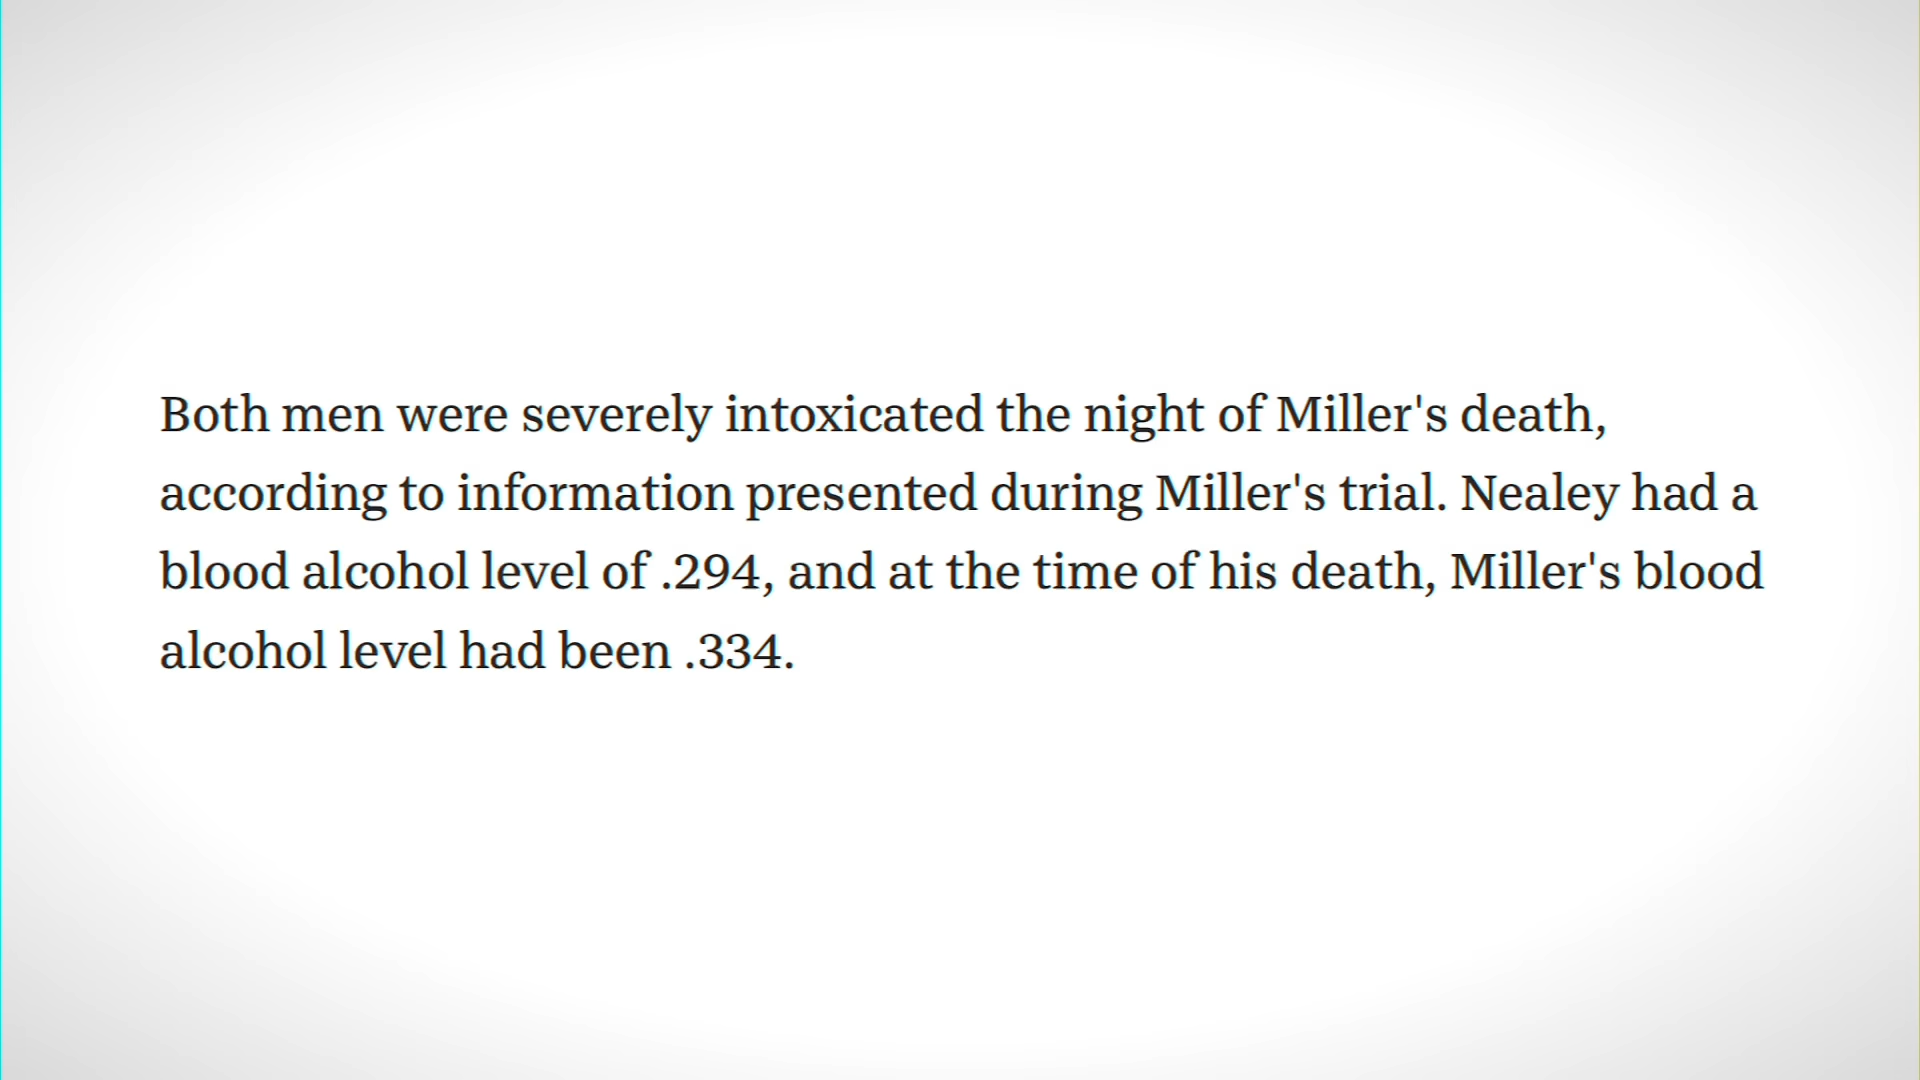 Both men were severely intoxicated the night of Miller's death,
according to information presented during Miller's trial. Nealey had a
blood alcohol level of .294, and at the time of his death, Miller's blood
alcohol level had been .334.